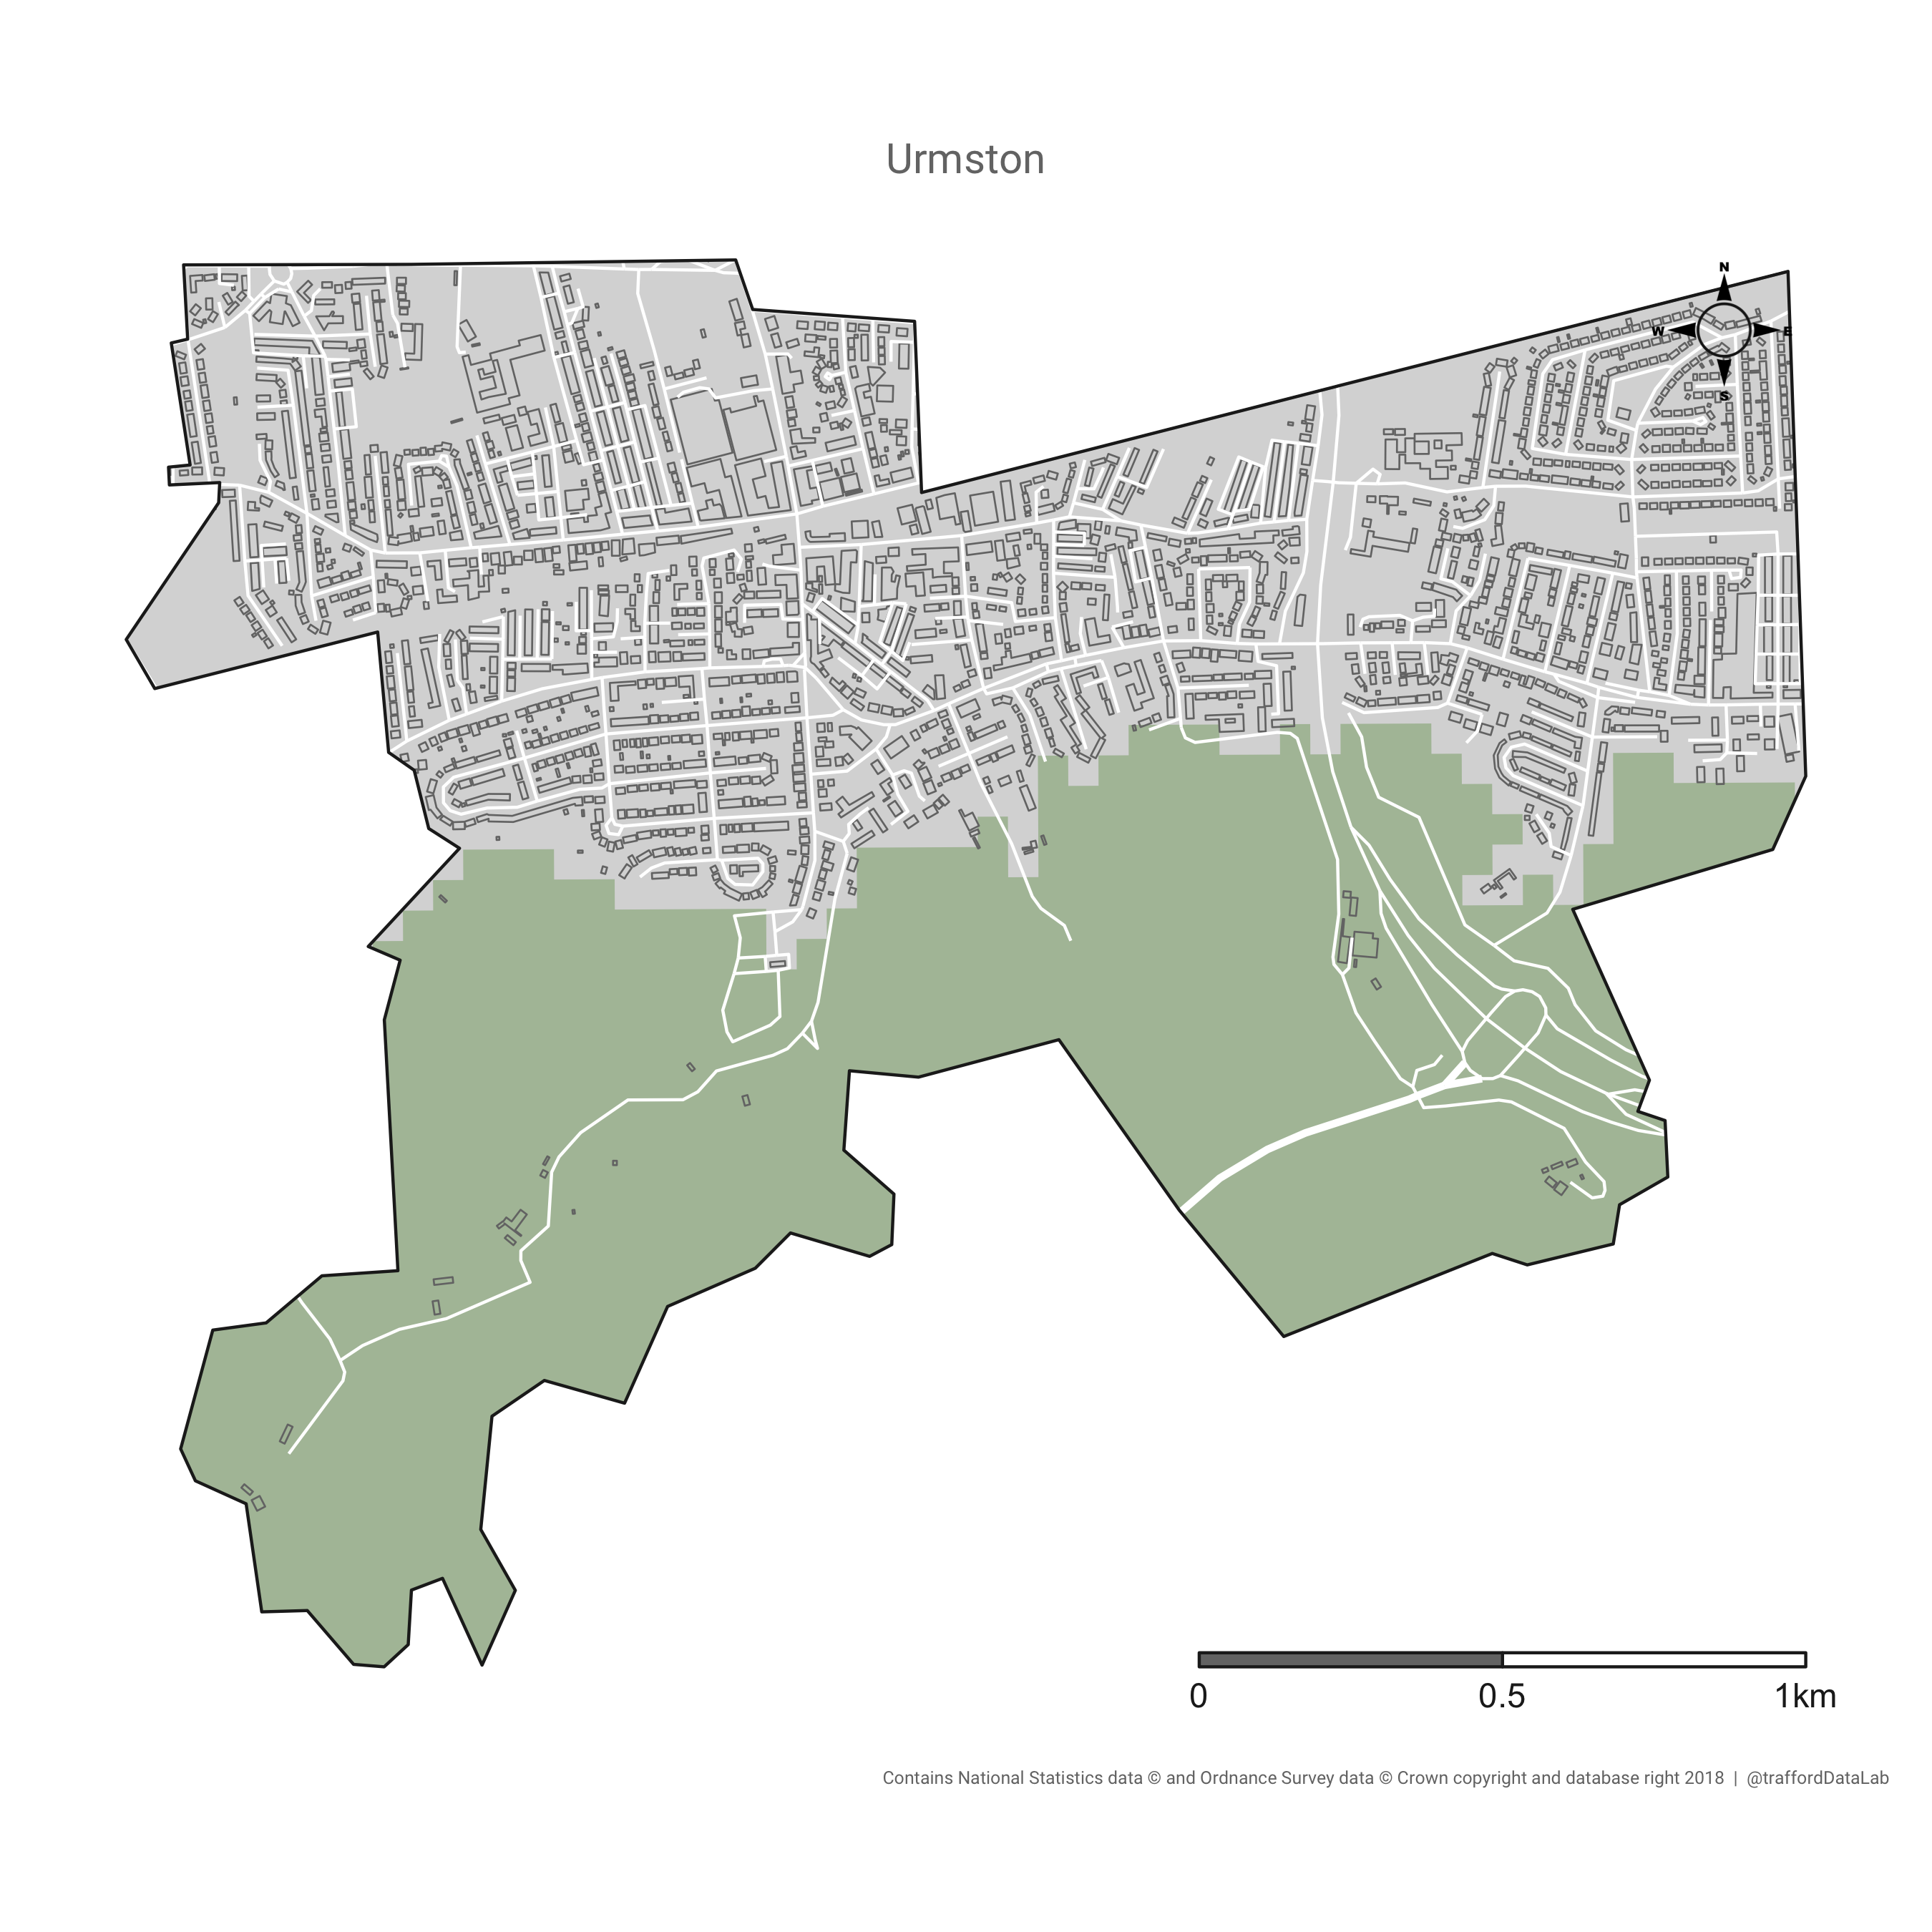 Urmston
N
W E
S
0 0.5 1km
Contains National Statistics data © and Ordnance Survey data © Crown copyright and database right 2018 | @traffordDataLab